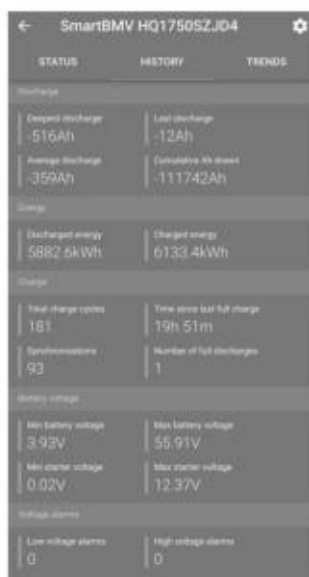 SmartBMV HQ1750SZJD4
STATUS HISTORY TRENDS
Discharge
Deepest discharge Last discharge
-516Ah -12Ah
Average discharge Cumulative Ah drawn
-359Ah -111742Ah
Energy
Discharged energy Charged energy
5882.6kWh 6133.4kWh
Charge
Total charge cycles Time since last full charge
181 19h 51m
Synchronisations Number of full discharges
93 1
Battery voltage
Min battery voltage Max battery voltage
3.93V 55.91V
Min starter voltage Max starter voltage
0.02V 12.37V
Voltage alarms
Low voltage alarms High voltage alarms
0 0